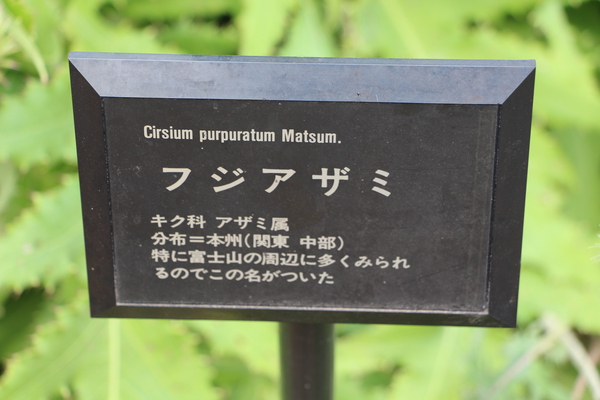 Cirsium purpuratum Matsum.
フジアザミ
キク科 アザミ属
分布＝本州(関東 中部)
特に富士山の周辺に多くみられ
るのでこの名がついた